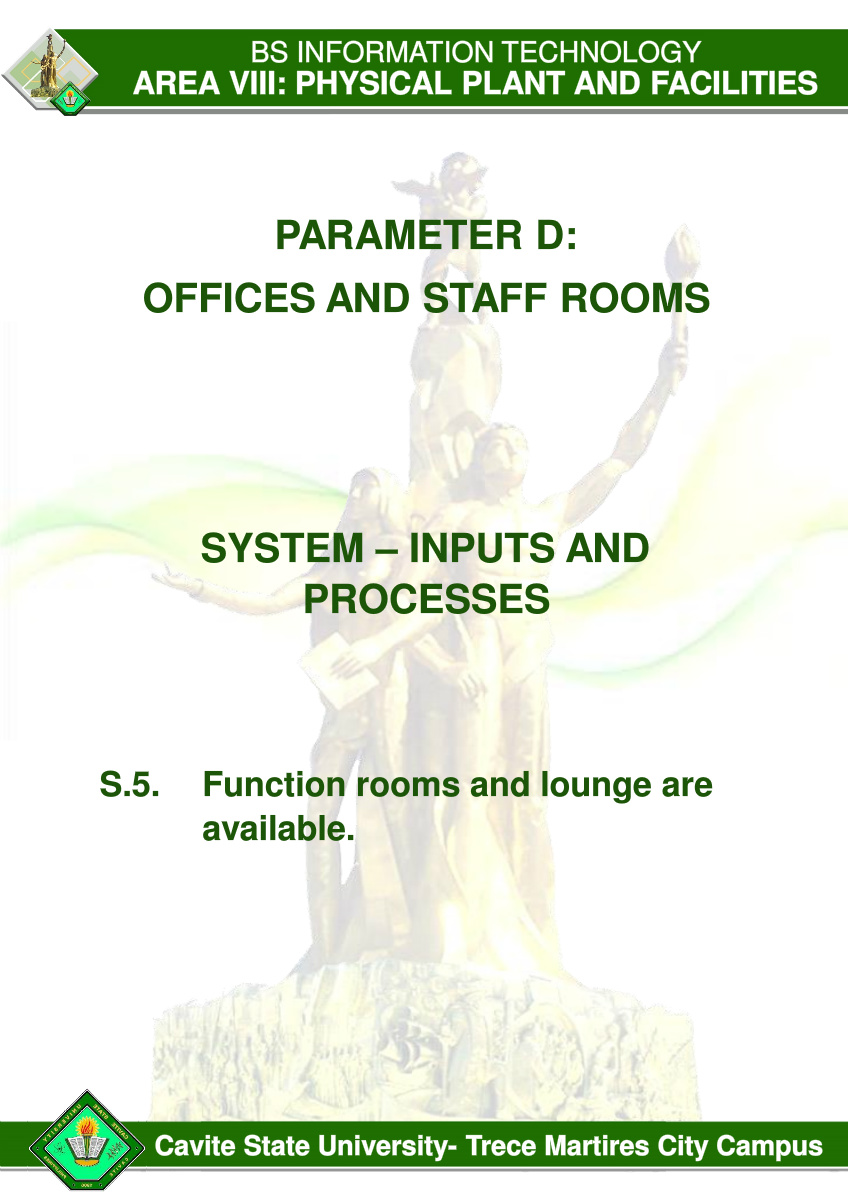 BS INFORMATION TECHNOLOGY
AREA VIII: PHYSICAL PLANT AND FACILITIES
PARAMETER D:
OFFICES AND STAFF ROOMS
SYSTEM – INPUTS AND
PROCESSES
S.5. Function rooms and lounge are
available.
Cavite State University- Trece Martires City Campus